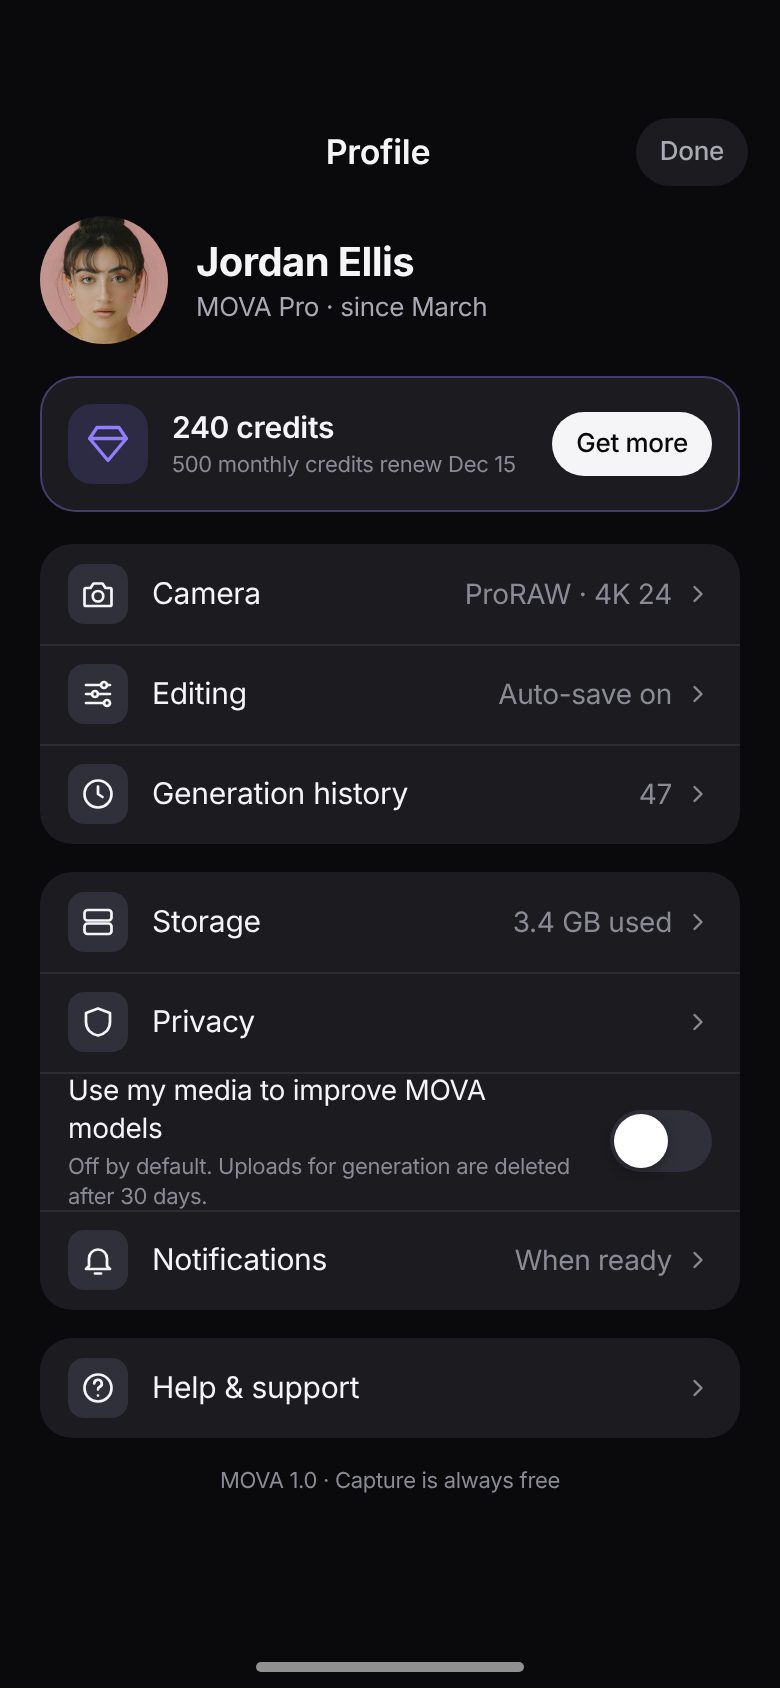 Profile
Done
Jordan Ellis
MOVA Pro · since March
240 credits
500 monthly credits renew Dec 15
Get more
Camera
ProRAW · 4K 24
Editing
Auto-save on
Generation history
47
Storage
3.4 GB used
Privacy
Use my media to improve MOVA
models
Off by default. Uploads for generation are deleted
after 30 days.
Notifications
When ready
Help & support
MOVA 1.0 · Capture is always free